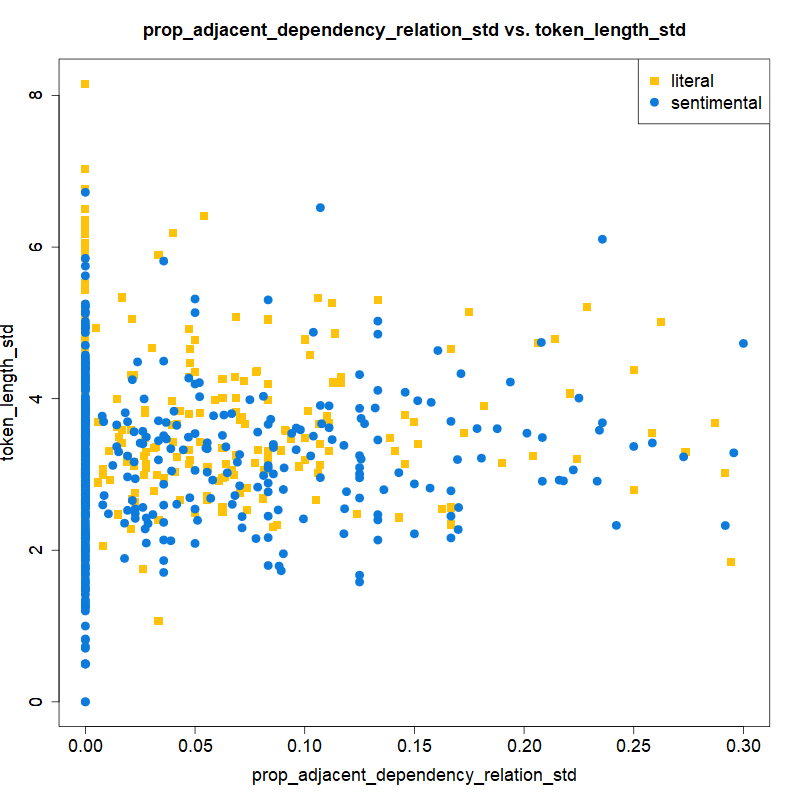 prop_adjacent_dependency_relation_std vs. token_length_std
literal
sentimental
8
6
4
2
0
token_length_std
0.00 0.05 0.10 0.15 0.20 0.25 0.30
prop_adjacent_dependency_relation_std